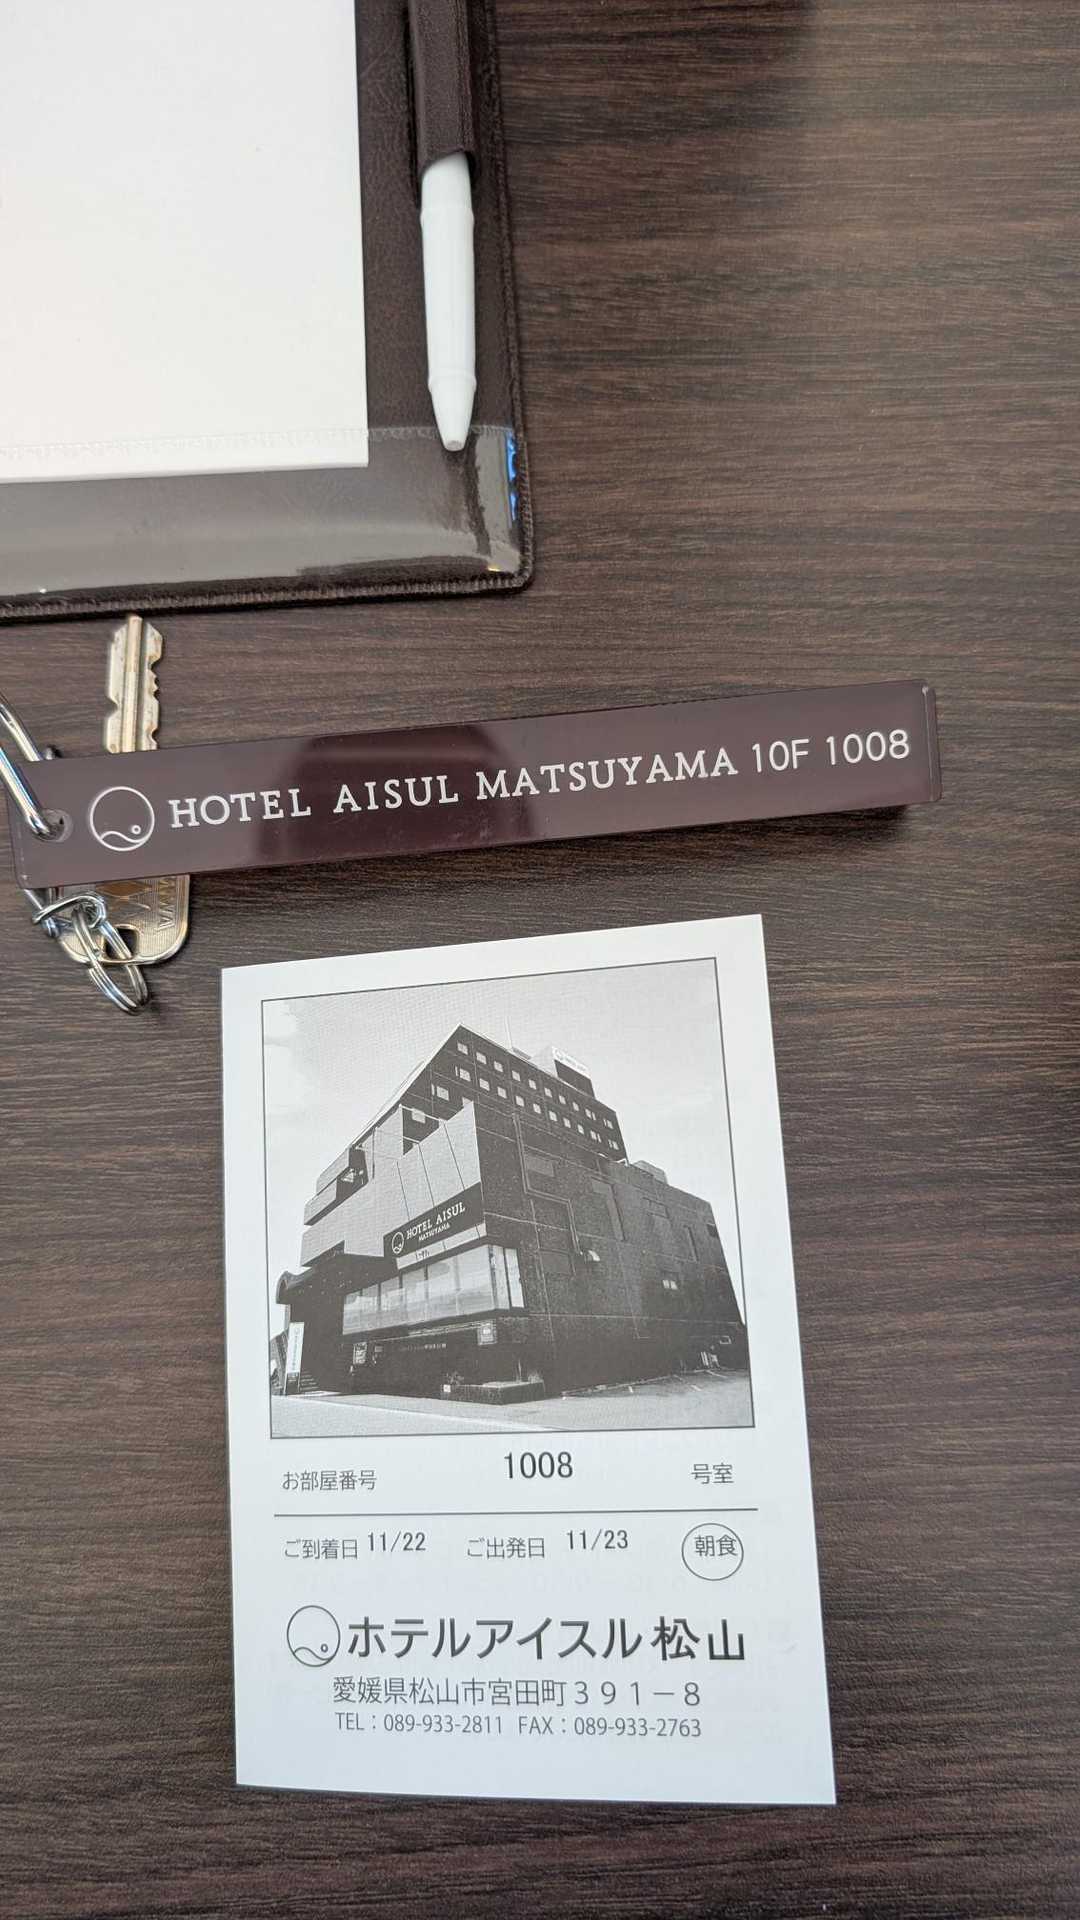 HOTEL AISUL MATSUYAMA 10F 1008
HOTEL AISUL
MATSUYAMA
お部屋番号 1008 号室
ご到着日 11/22 ご出発日 11/23 朝食
ホテルアイスル松山
愛媛県松山市宮田町３９１－８
TEL：089-933-2811 FAX：089-933-2763